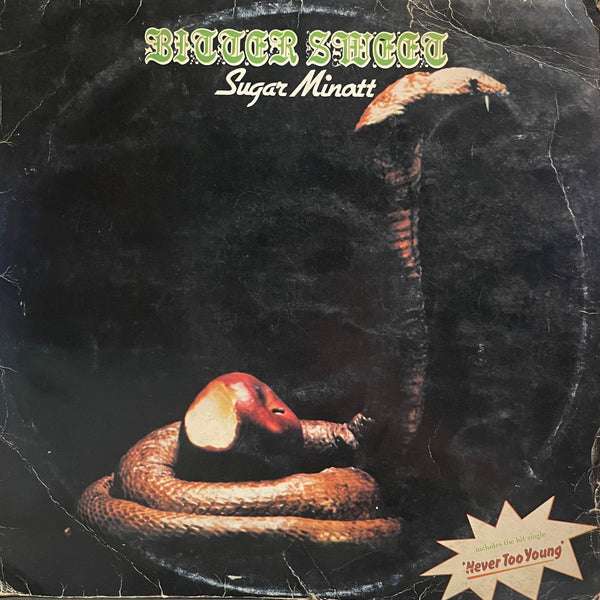 BITTER SWEET
Sugar Minott
includes the hit single
'Never Too Young'